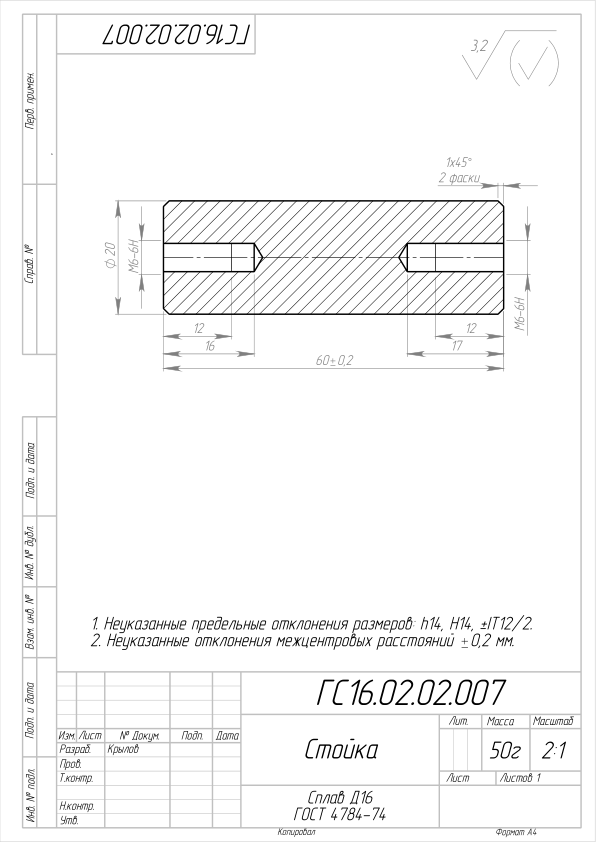 ГС16.02.02.007
3,2
Перв. примен.
Справ. №
Подп. и дата
Инв. № дубл.
Взам. инв. №
Подп. и дата
Инв. № подл.
1x45°
2 фаски
ф 20
М6-6Н
М6-6Н
12
12
16
17
60±0,2
1. Неуказанные предельные отклонения размеров: h14, H14, ±IT12/2.
2. Неуказанные отклонения межцентровых расстояний ±0,2 мм.
ГС16.02.02.007
Изм. Лист № Докум. Подп. Дата
Разраб. Крылов
Пров.
Т.контр.
Н.контр.
Утв.
Стойка
Лит. Масса Масштаб
50г 2:1
Лист Листов 1
Сплав Д16
ГОСТ 4784-74
Копировал Формат А4